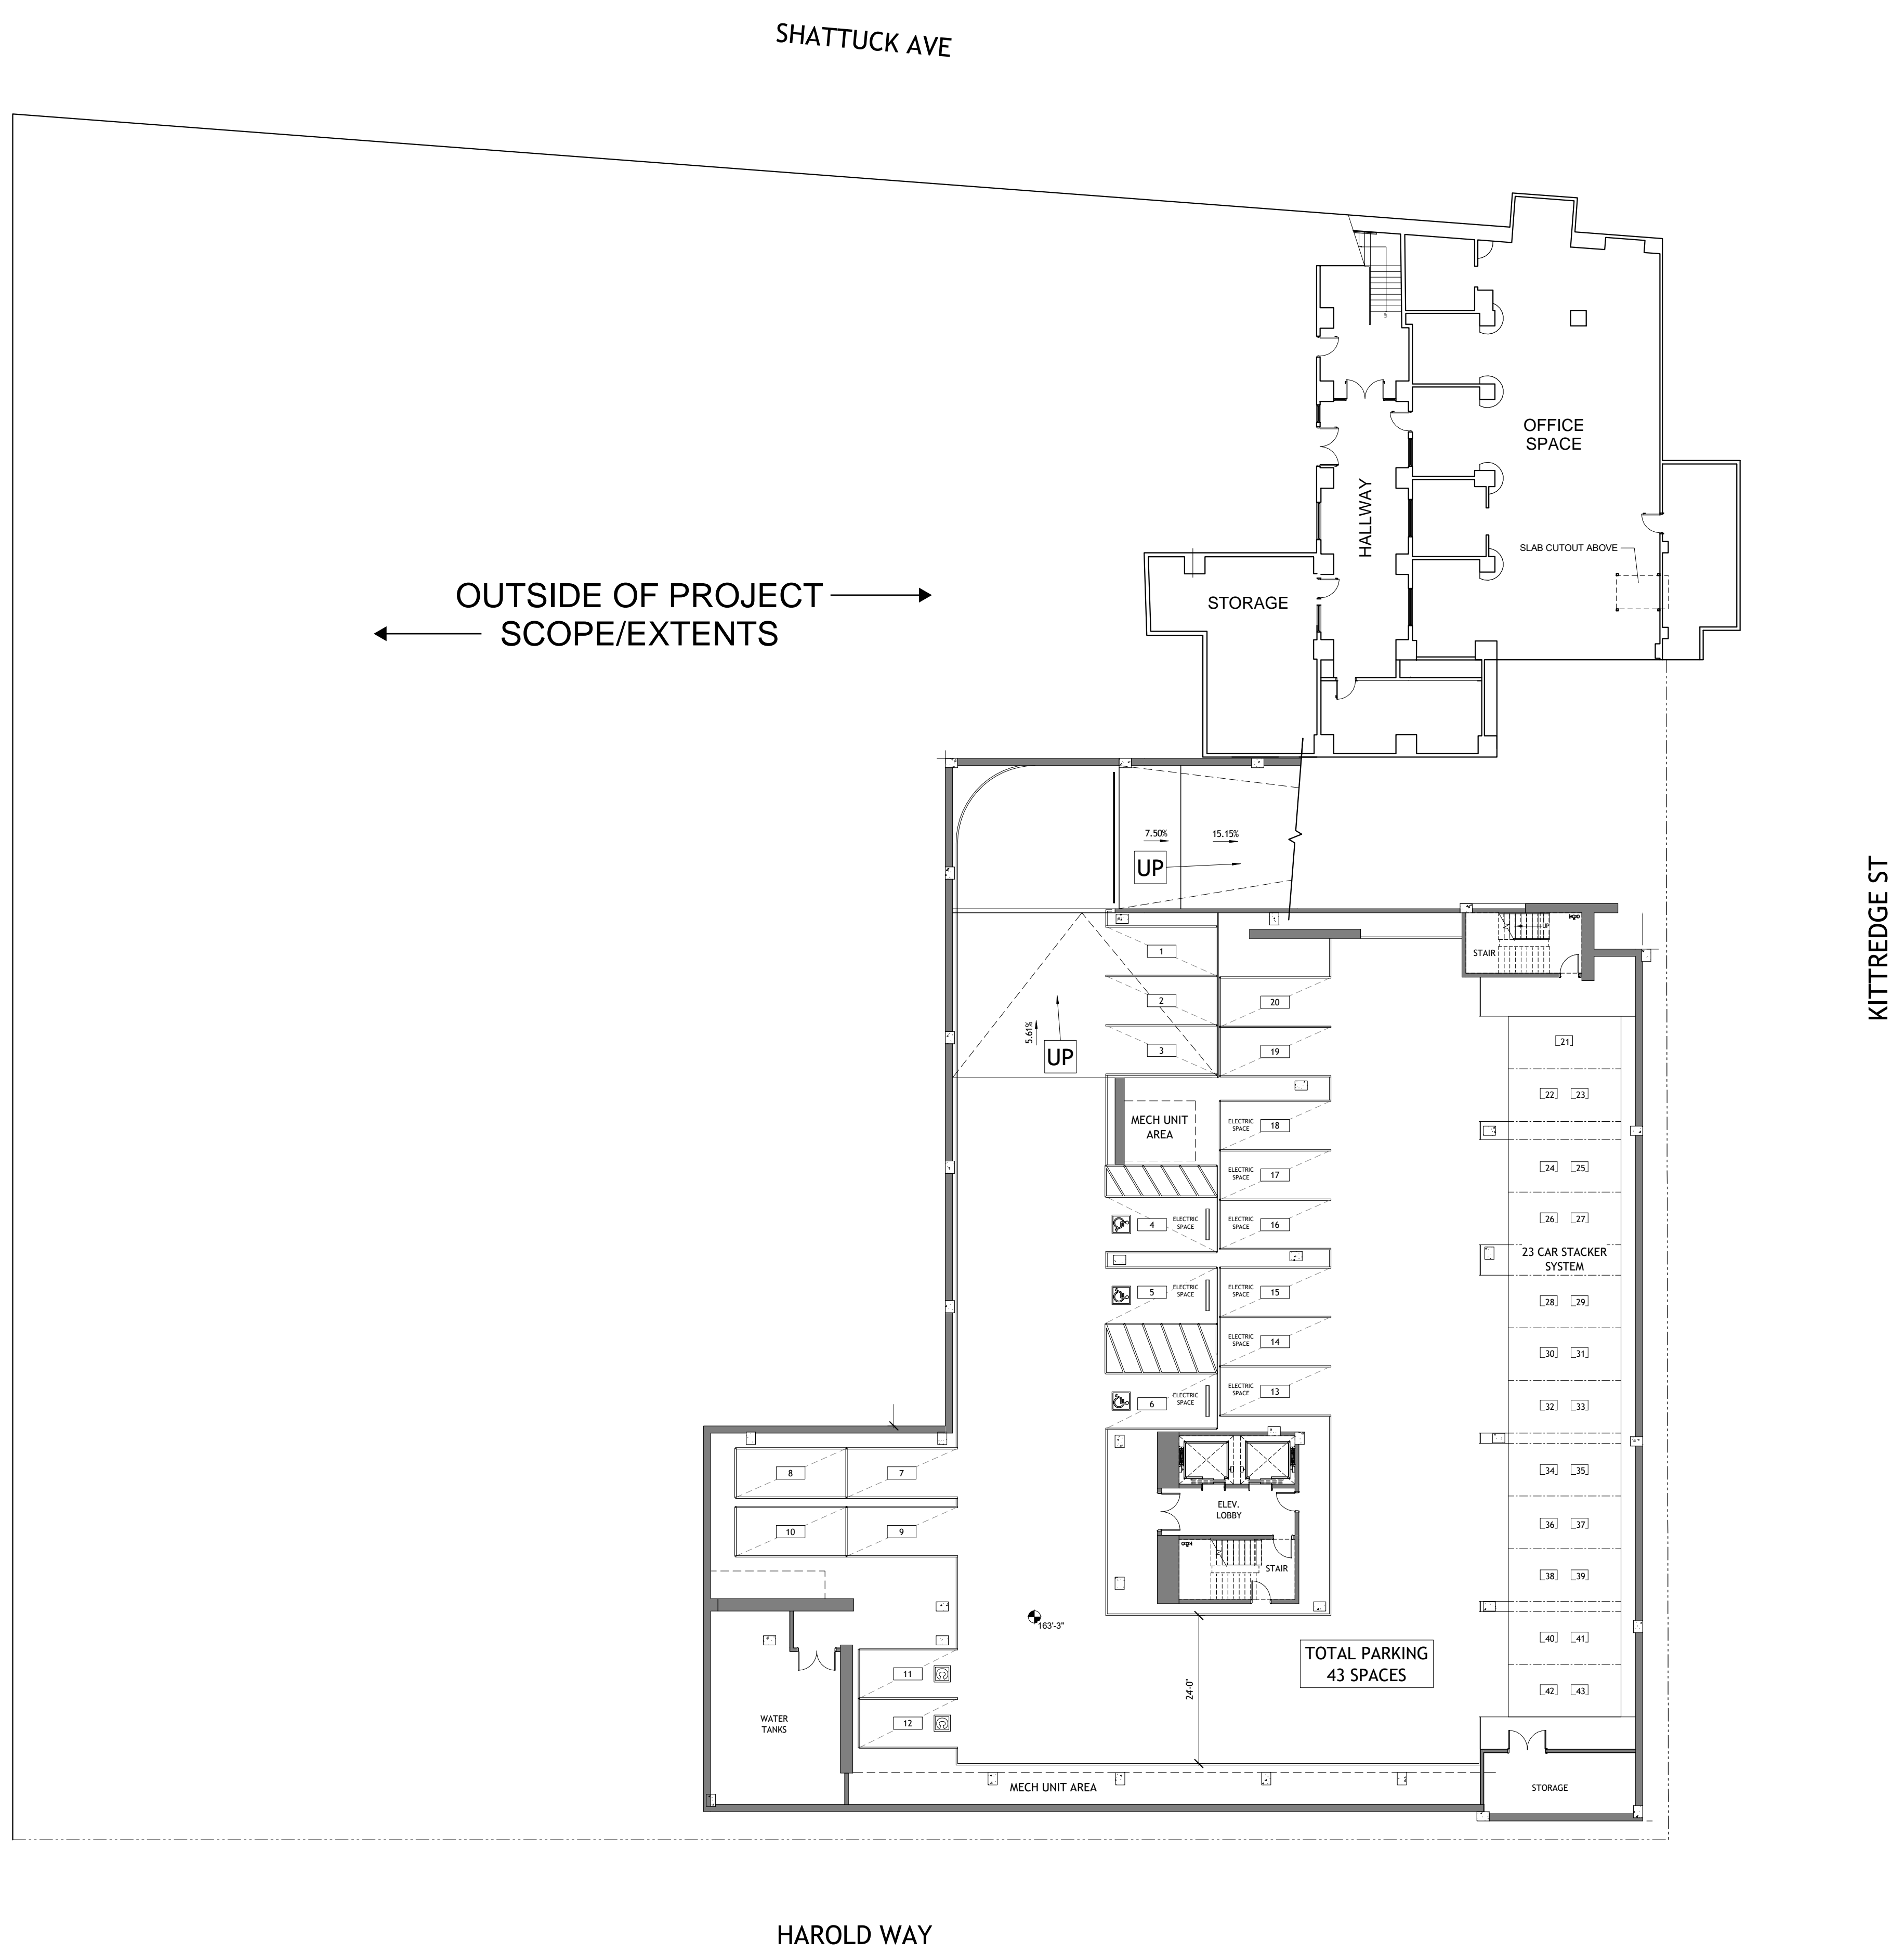 SHATTUCK AVE
OFFICE
SPACE
HALLWAY
SLAB CUTOUT ABOVE
OUTSIDE OF PROJECT
SCOPE/EXTENTS
STORAGE
KITTREDGE ST
7.50%
15.15%
UP
STAIR
UP
1
2
3
20
19
5.61%
UP
21
22 23
MECH UNIT
AREA
ELECTRIC
SPACE
18
ELECTRIC
SPACE
17
24 25
4
ELECTRIC
SPACE
ELECTRIC
SPACE
16
26 27
23 CAR STACKER
SYSTEM
5
ELECTRIC
SPACE
ELECTRIC
SPACE
15
28 29
ELECTRIC
SPACE
14
30 31
6
ELECTRIC
SPACE
ELECTRIC
SPACE
13
32 33
8
7
34 35
ELEV.
LOBBY
10
9
36 37
STAIR
38 39
163'-3"
40 41
TOTAL PARKING
43 SPACES
11
24'-0"
42 43
12
WATER
TANKS
MECH UNIT AREA
STORAGE
HAROLD WAY